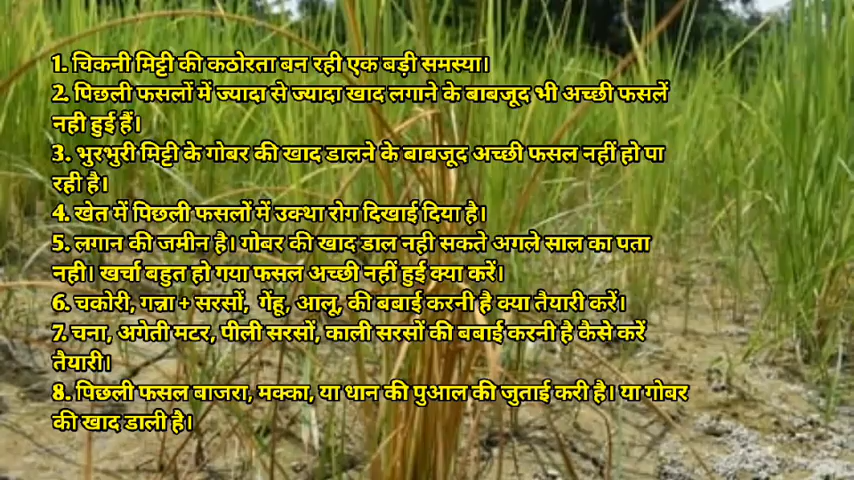 1. चिकनी मिट्टी की कठोरता बन रही एक बड़ी समस्या।
2. पिछली फसलों में ज्यादा से ज्यादा खाद लगाने के बाबजूद भी अच्छी फसलें
नही हुई हैं।
3. भुरभुरी मिट्टी के गोबर की खाद डालने के बाबजूद अच्छी फसल नहीं हो पा
रही है।
4. खेत में पिछली फसलों में उक्था रोग दिखाई दिया है।
5. लगान की जमीन है। गोबर की खाद डाल नही सकते अगले साल का पता
नही। खर्चा बहुत हो गया फसल अच्छी नहीं हुई क्या करें।
6. चकोरी, गन्ना + सरसों, गेंहू, आलू, की बबाई करनी है क्या तैयारी करें।
7. चना, अगेती मटर, पीली सरसों, काली सरसों की बबाई करनी है कैसे करें
तैयारी।
8. पिछली फसल बाजरा, मक्का, या धान की पुआल की जुताई करी है। या गोबर
की खाद डाली है।